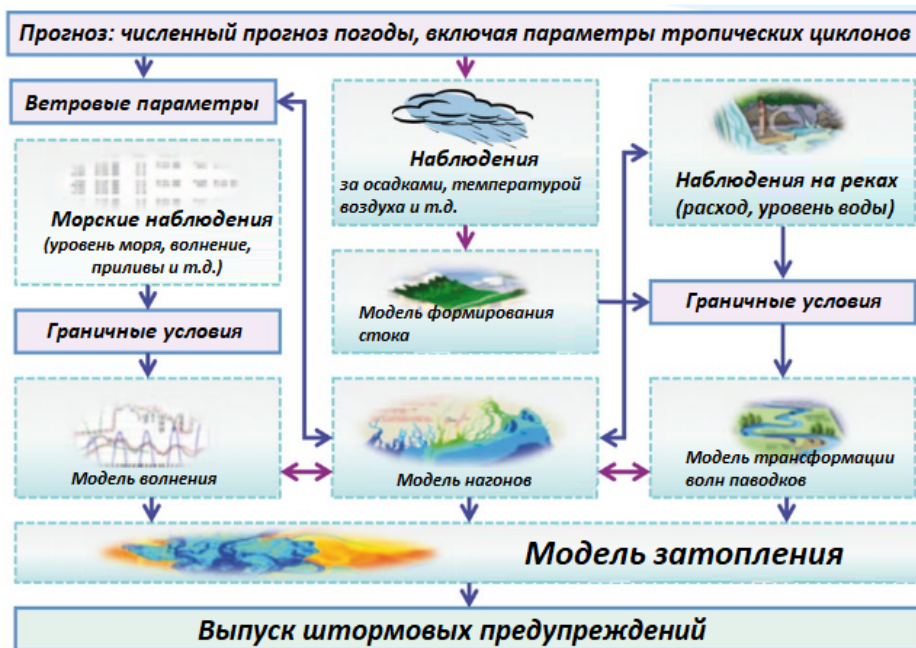 Прогноз: численный прогноз погоды, включая параметры тропических циклонов
Ветровые параметры
Морские наблюдения
(уровень моря, волнение,
приливы и т.д.)
Граничные условия
Модель волнения
Наблюдения
за осадками, температурой
воздуха и т.д.
Модель формирования
стока
Модель нагонов
Наблюдения на реках
(расход, уровень воды)
Граничные условия
Модель трансформации
волн паводков
Модель затопления
Выпуск штормовых предупреждений